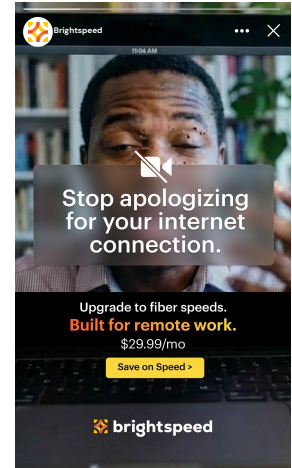 Brightspeed
11:04 AM
Stop apologizing
for your internet
connection.
Upgrade to fiber speeds.
Built for remote work.
$29.99/mo
Save on Speed >
brightspeed